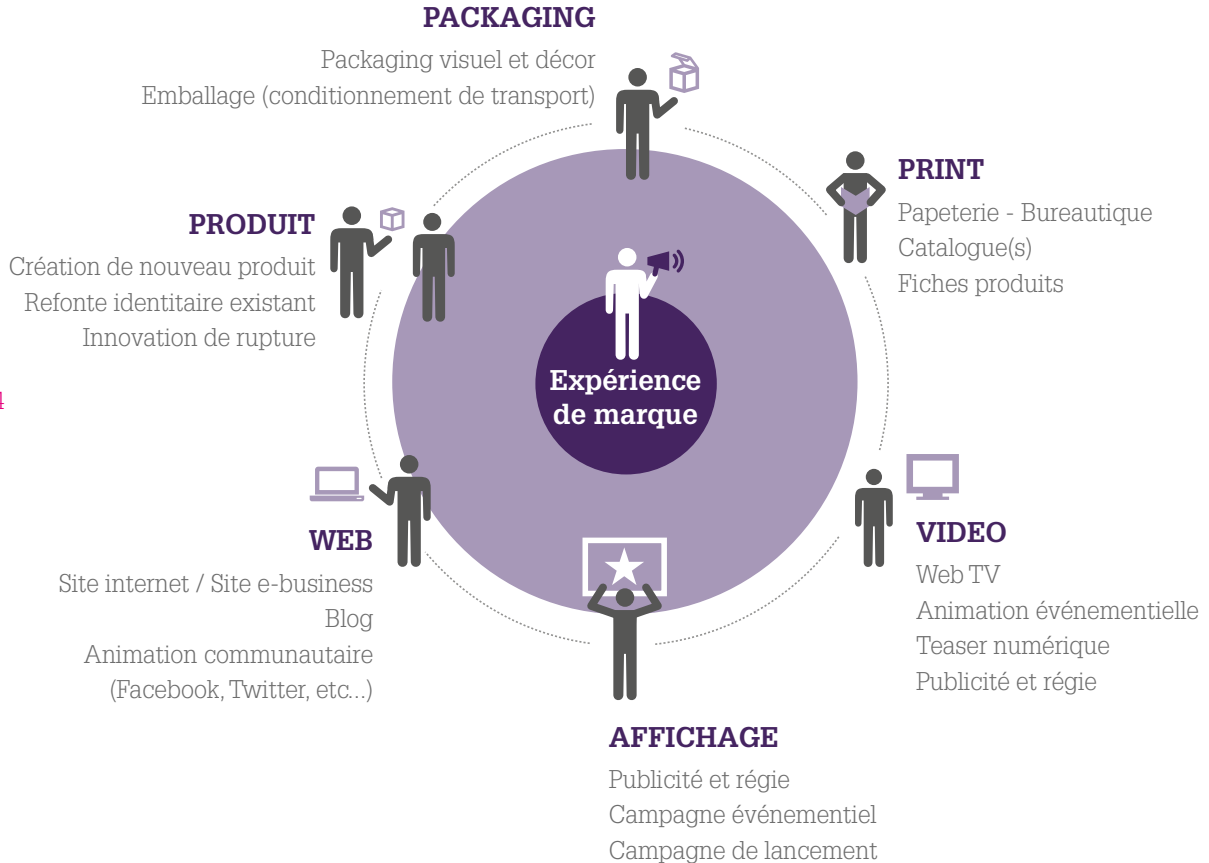 PACKAGING
Packaging visuel et décor
Emballage (conditionnement de transport)
PRINT
Papeterie - Bureautique
Catalogue(s)
Fiches produits
PRODUIT
Création de nouveau produit
Refonte identitaire existant
Innovation de rupture
Expérience
de marque
4
WEB
Site internet / Site e-business
Blog
Animation communautaire
(Facebook, Twitter, etc...)
VIDEO
Web TV
Animation événementielle
Teaser numérique
Publicité et régie
AFFICHAGE
Publicité et régie
Campagne événementiel
Campagne de lancement